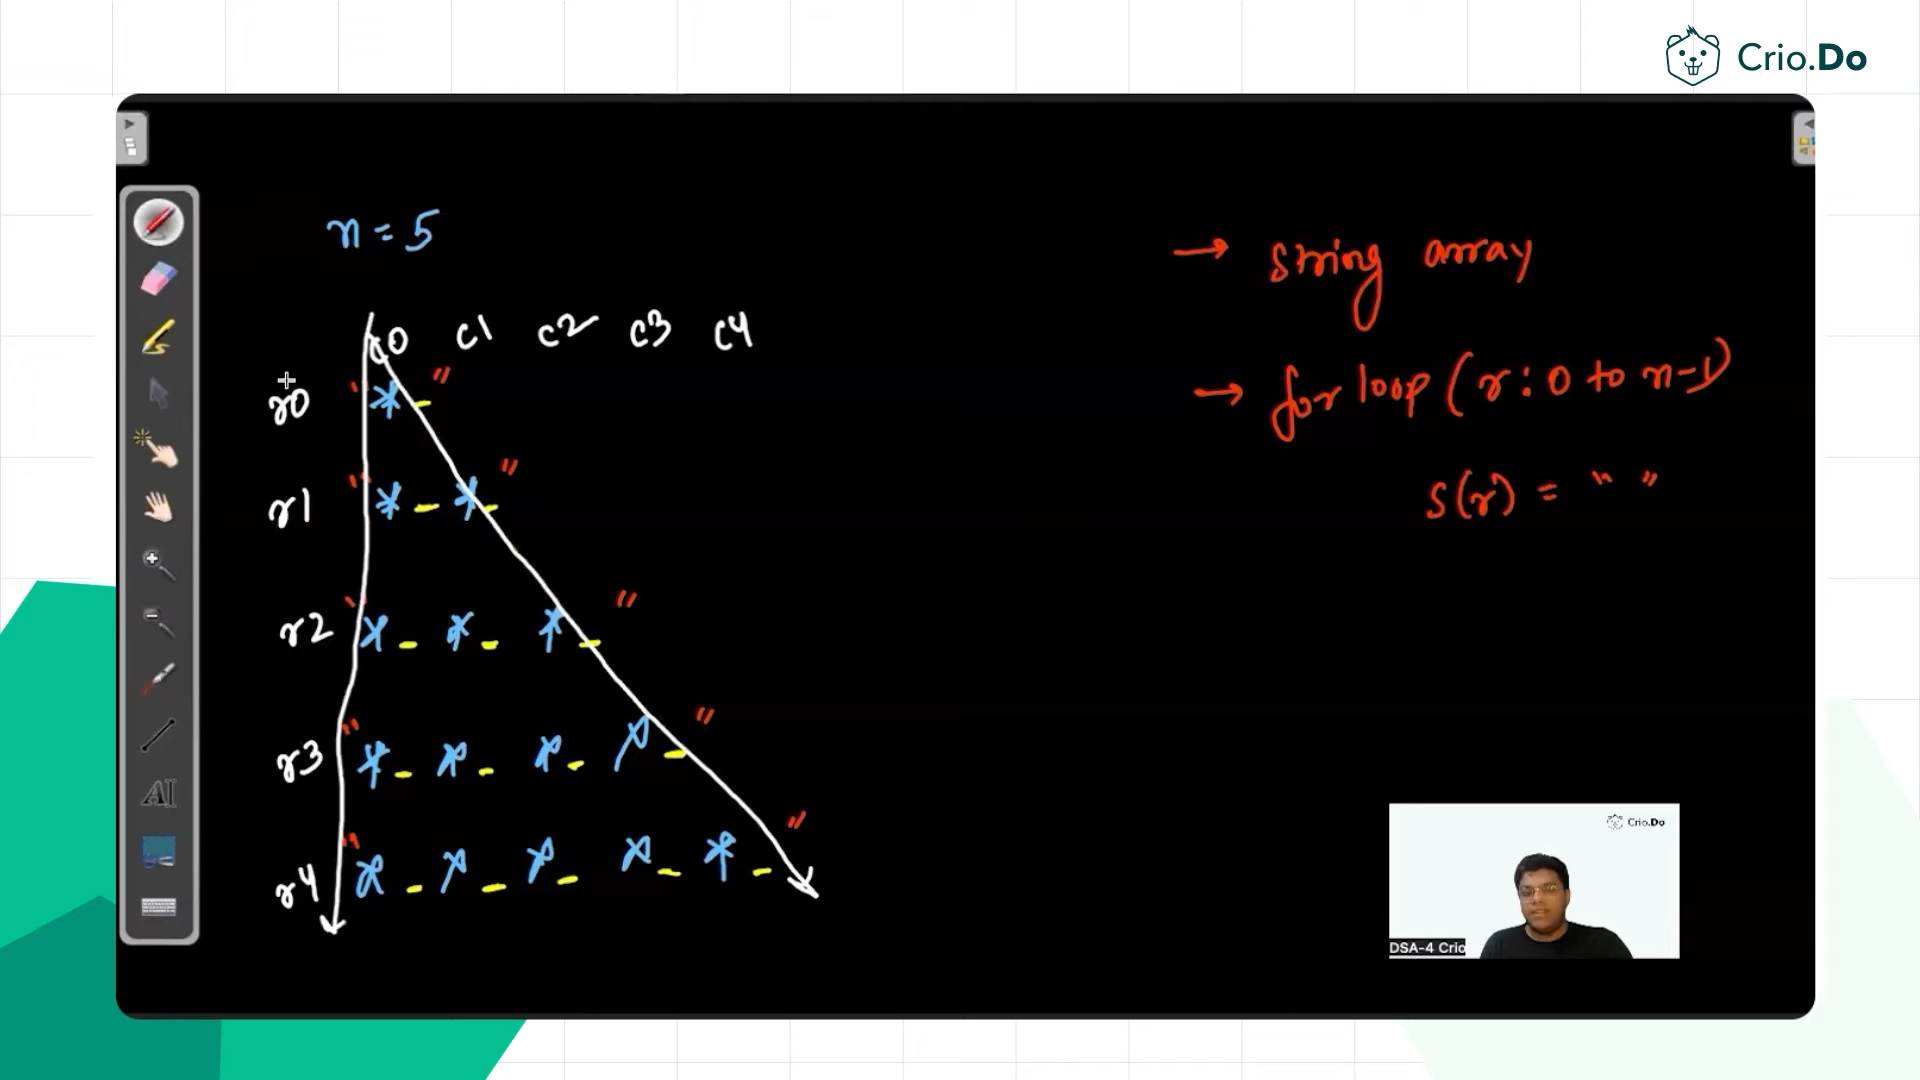 Crio.Do
n = 5
→ string array
c0 c1 c2 c3 c4
→ for loop (r : 0 to n-1)
r0 " * - "
s(r) = " "
r1 " * - * - "
r2 " * - * - * - "
r3 " * - * - * - * - "
r4 " * - * - * - * - * - "
AI
Crio.Do
DSA-4 Crio